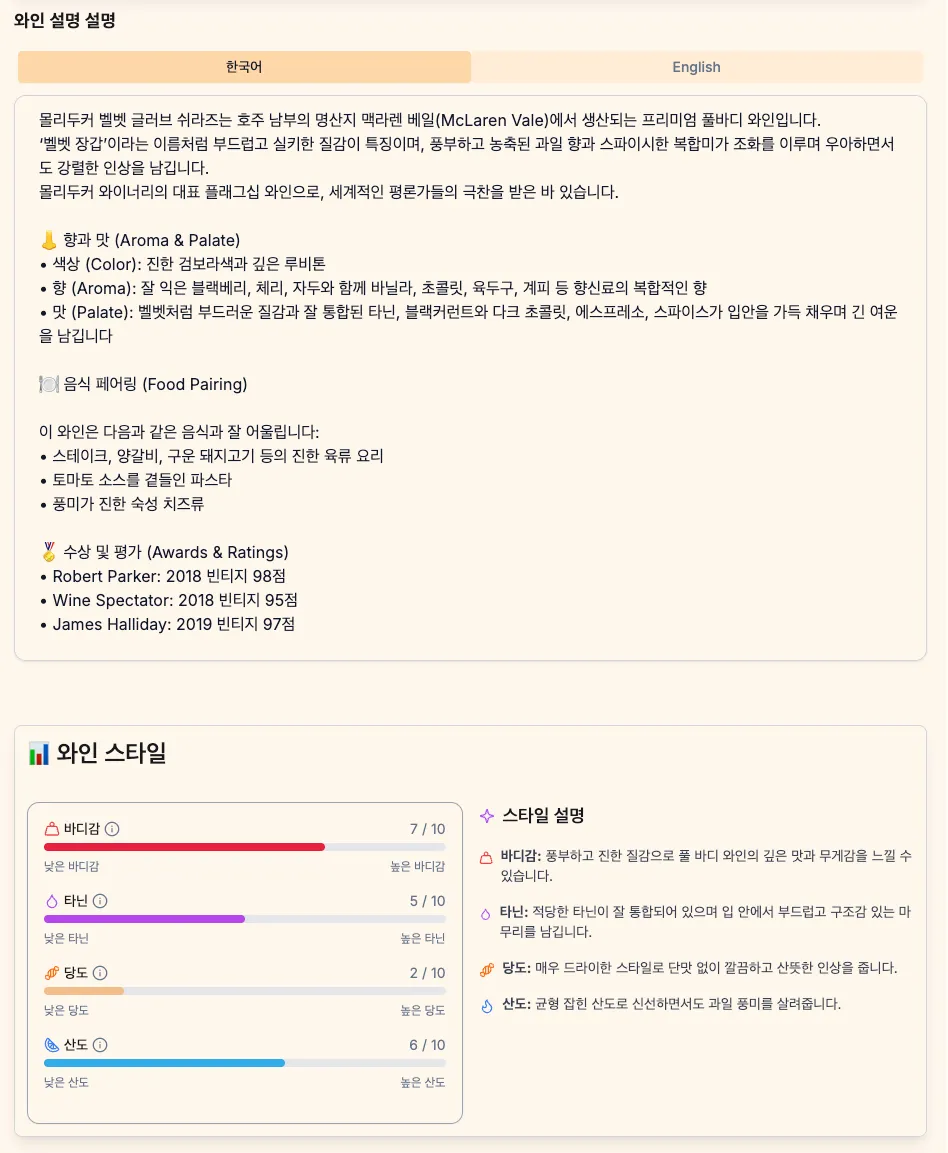 와인 설명 설명
한국어
English
몰리두커 벨벳 글러브 쉬라즈는 호주 남부의 명산지 맥라렌 베일(McLaren Vale)에서 생산되는 프리미엄 풀바디 와인입니다.
‘벨벳 장갑’이라는 이름처럼 부드럽고 실키한 질감이 특징이며, 풍부하고 농축된 과일 향과 스파이시한 복합미가 조화를 이루며 우아하면서
도 강렬한 인상을 남깁니다.
몰리두커 와이너리의 대표 플래그십 와인으로, 세계적인 평론가들의 극찬을 받은 바 있습니다.
👃 향과 맛 (Aroma & Palate)
• 색상 (Color): 진한 검보라색과 깊은 루비톤
• 향 (Aroma): 잘 익은 블랙베리, 체리, 자두와 함께 바닐라, 초콜릿, 육두구, 계피 등 향신료의 복합적인 향
• 맛 (Palate): 벨벳처럼 부드러운 질감과 잘 통합된 타닌, 블랙커런트와 다크 초콜릿, 에스프레소, 스파이스가 입안을 가득 채우며 긴 여운
을 남깁니다
🍽️ 음식 페어링 (Food Pairing)
이 와인은 다음과 같은 음식과 잘 어울립니다:
• 스테이크, 양갈비, 구운 돼지고기 등의 진한 육류 요리
• 토마토 소스를 곁들인 파스타
• 풍미가 진한 숙성 치즈류
🏅 수상 및 평가 (Awards & Ratings)
• Robert Parker: 2018 빈티지 98점
• Wine Spectator: 2018 빈티지 95점
• James Halliday: 2019 빈티지 97점
📊 와인 스타일
바디감
7 / 10
낮은 바디감
높은 바디감
타닌
5 / 10
낮은 타닌
높은 타닌
당도
2 / 10
낮은 당도
높은 당도
산도
6 / 10
낮은 산도
높은 산도
스타일 설명
바디감: 풍부하고 진한 질감으로 풀 바디 와인의 깊은 맛과 무게감을 느낄 수
있습니다.
타닌: 적당한 타닌이 잘 통합되어 있으며 입 안에서 부드럽고 구조감 있는 마
무리를 남깁니다.
당도: 매우 드라이한 스타일로 단맛 없이 깔끔하고 산뜻한 인상을 줍니다.
산도: 균형 잡힌 산도로 신선하면서도 과일 풍미를 살려줍니다.